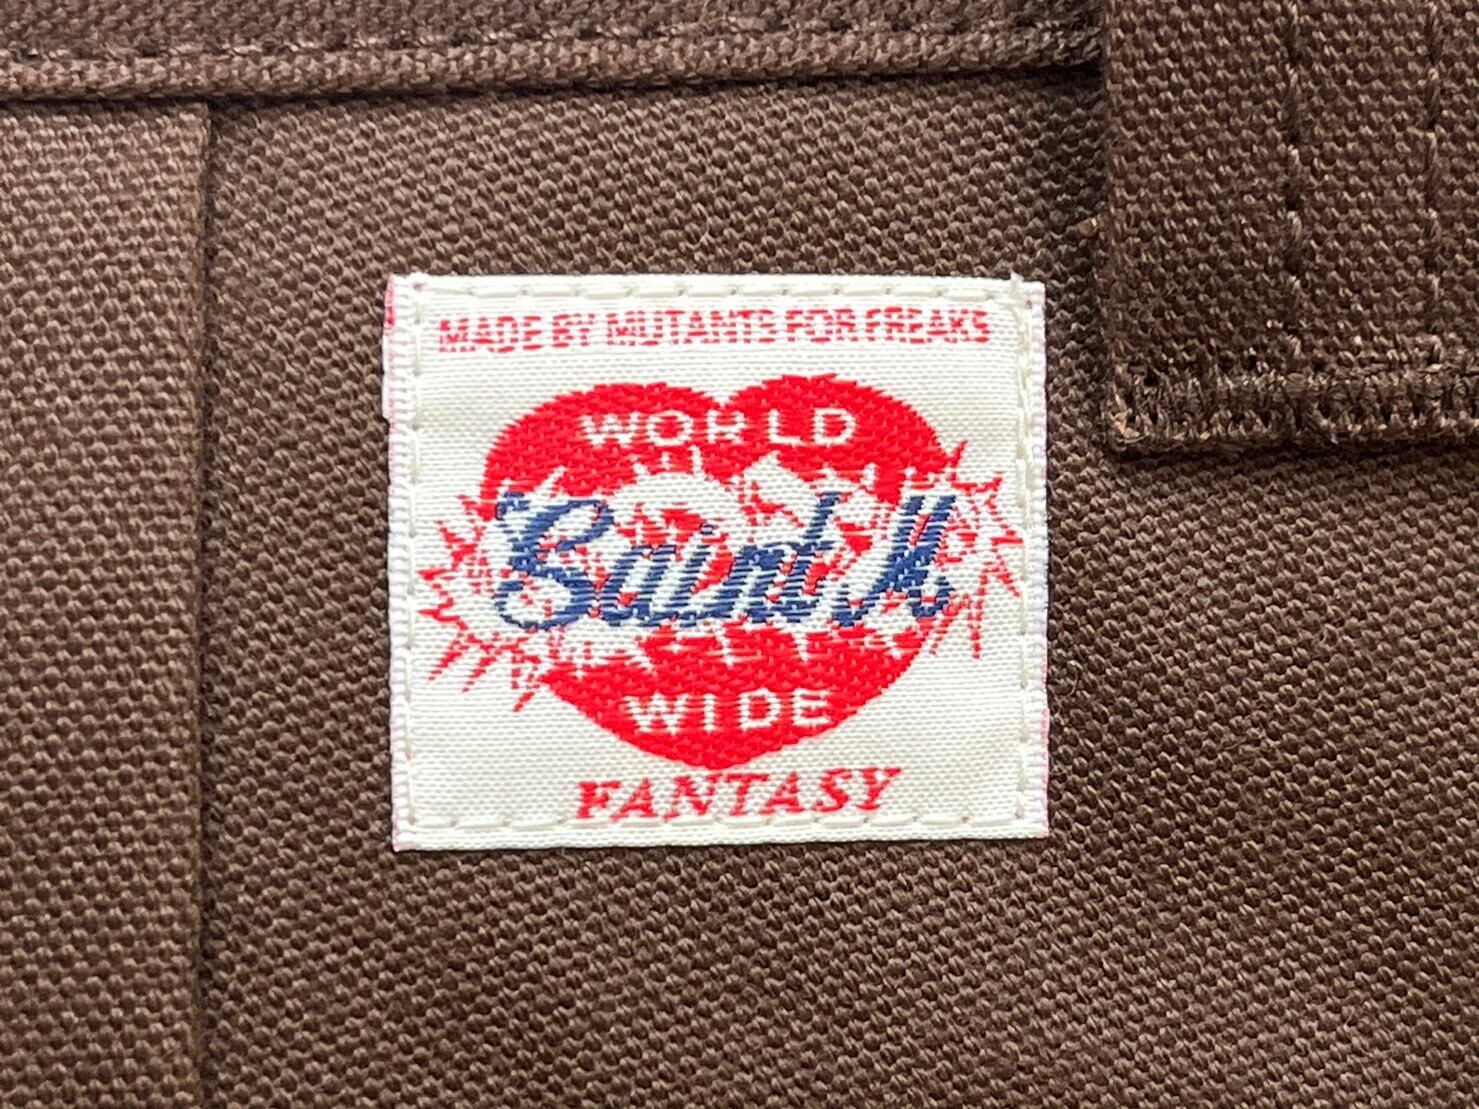 MADE BY MUTANTS FOR FREAKS
WORLD
Saint M
WIDE
FANTASY